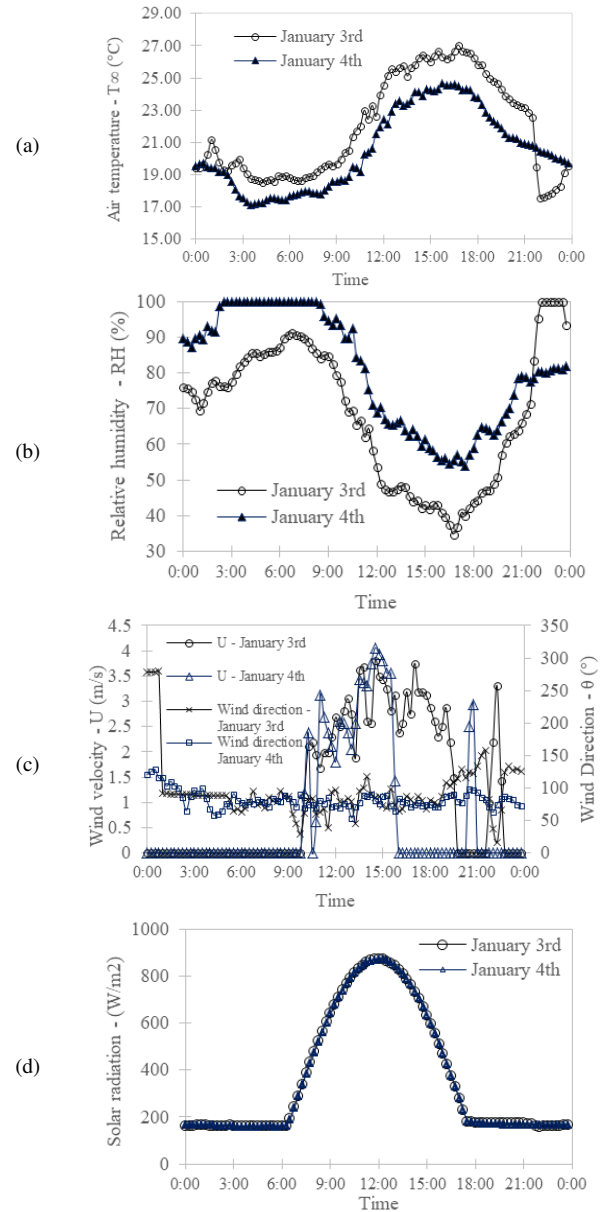 (a)
Air temperature - T∞ (°C)
29.00
27.00
25.00
23.00
21.00
19.00
17.00
15.00
January 3rd
January 4th
0:00 3:00 6:00 9:00 12:00 15:00 18:00 21:00 0:00
Time
(b)
Relative humidity - RH (%)
100
90
80
70
60
50
40
30
January 3rd
January 4th
0:00 3:00 6:00 9:00 12:00 15:00 18:00 21:00 0:00
Time
(c)
Wind velocity - U (m/s)
4.5
4
3.5
3
2.5
2
1.5
1
0.5
0
U - January 3rd
U - January 4th
Wind direction -
January 3rd
Wind direction -
January 4th
350
300
250
200
150
100
50
0
Wind Direction - θ (°)
0:00 3:00 6:00 9:00 12:00 15:00 18:00 21:00 0:00
Time
(d)
Solar radiation - (W/m2)
1000
800
600
400
200
0
January 3rd
January 4th
0:00 3:00 6:00 9:00 12:00 15:00 18:00 21:00 0:00
Time